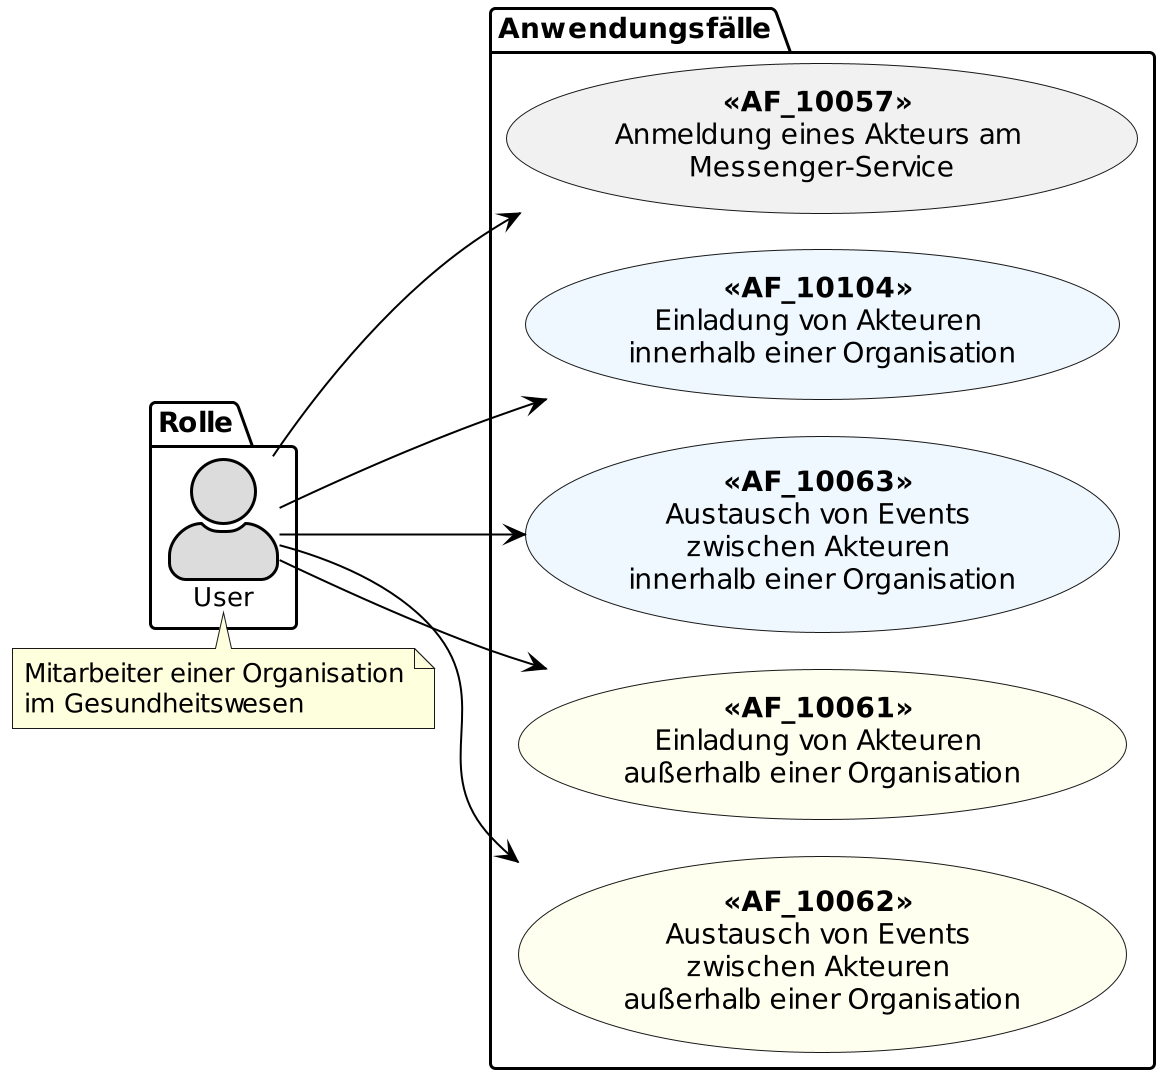 Anwendungsfälle
«AF_10057»
Anmeldung eines Akteurs am
Messenger-Service
«AF_10104»
Einladung von Akteuren
innerhalb einer Organisation
Rolle
User
Mitarbeiter einer Organisation
im Gesundheitswesen
«AF_10063»
Austausch von Events
zwischen Akteuren
innerhalb einer Organisation
«AF_10061»
Einladung von Akteuren
außerhalb einer Organisation
«AF_10062»
Austausch von Events
zwischen Akteuren
außerhalb einer Organisation